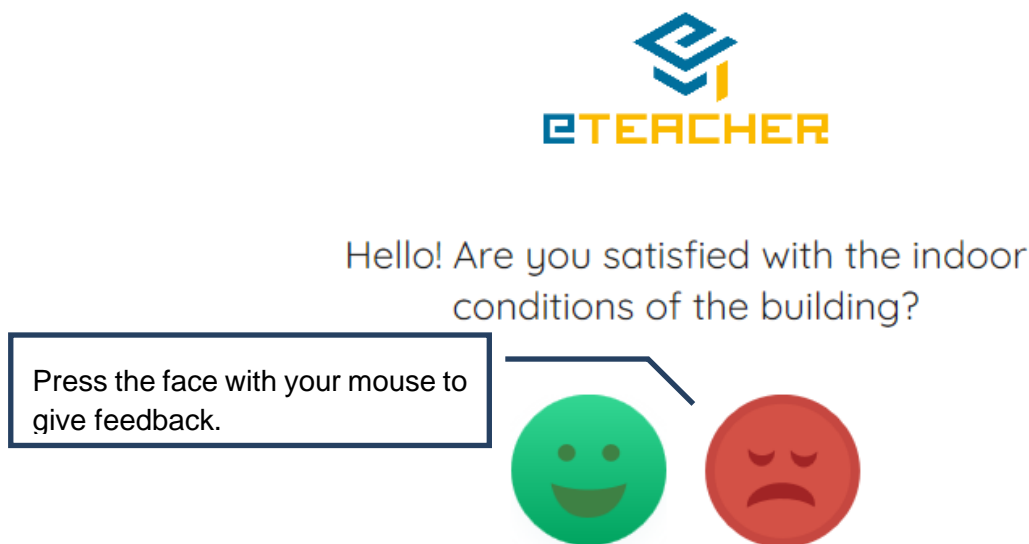 eTEACHER
Hello! Are you satisfied with the indoor
conditions of the building?
Press the face with your mouse to
give feedback.